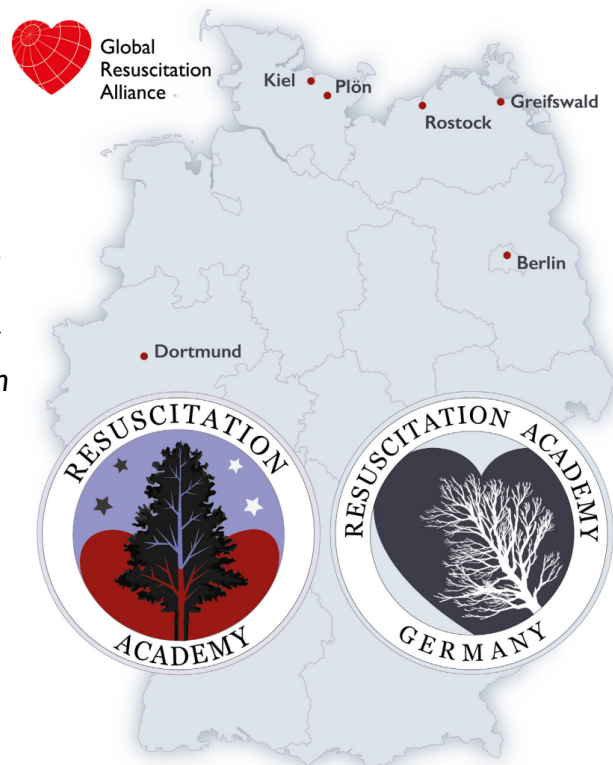 Global
Resuscitation
Alliance
Kiel
Plön
Greifswald
Rostock
Berlin
Dortmund
RESUSCITATION
ACADEMY
RESUSCITATION ACADEMY
GERMANY